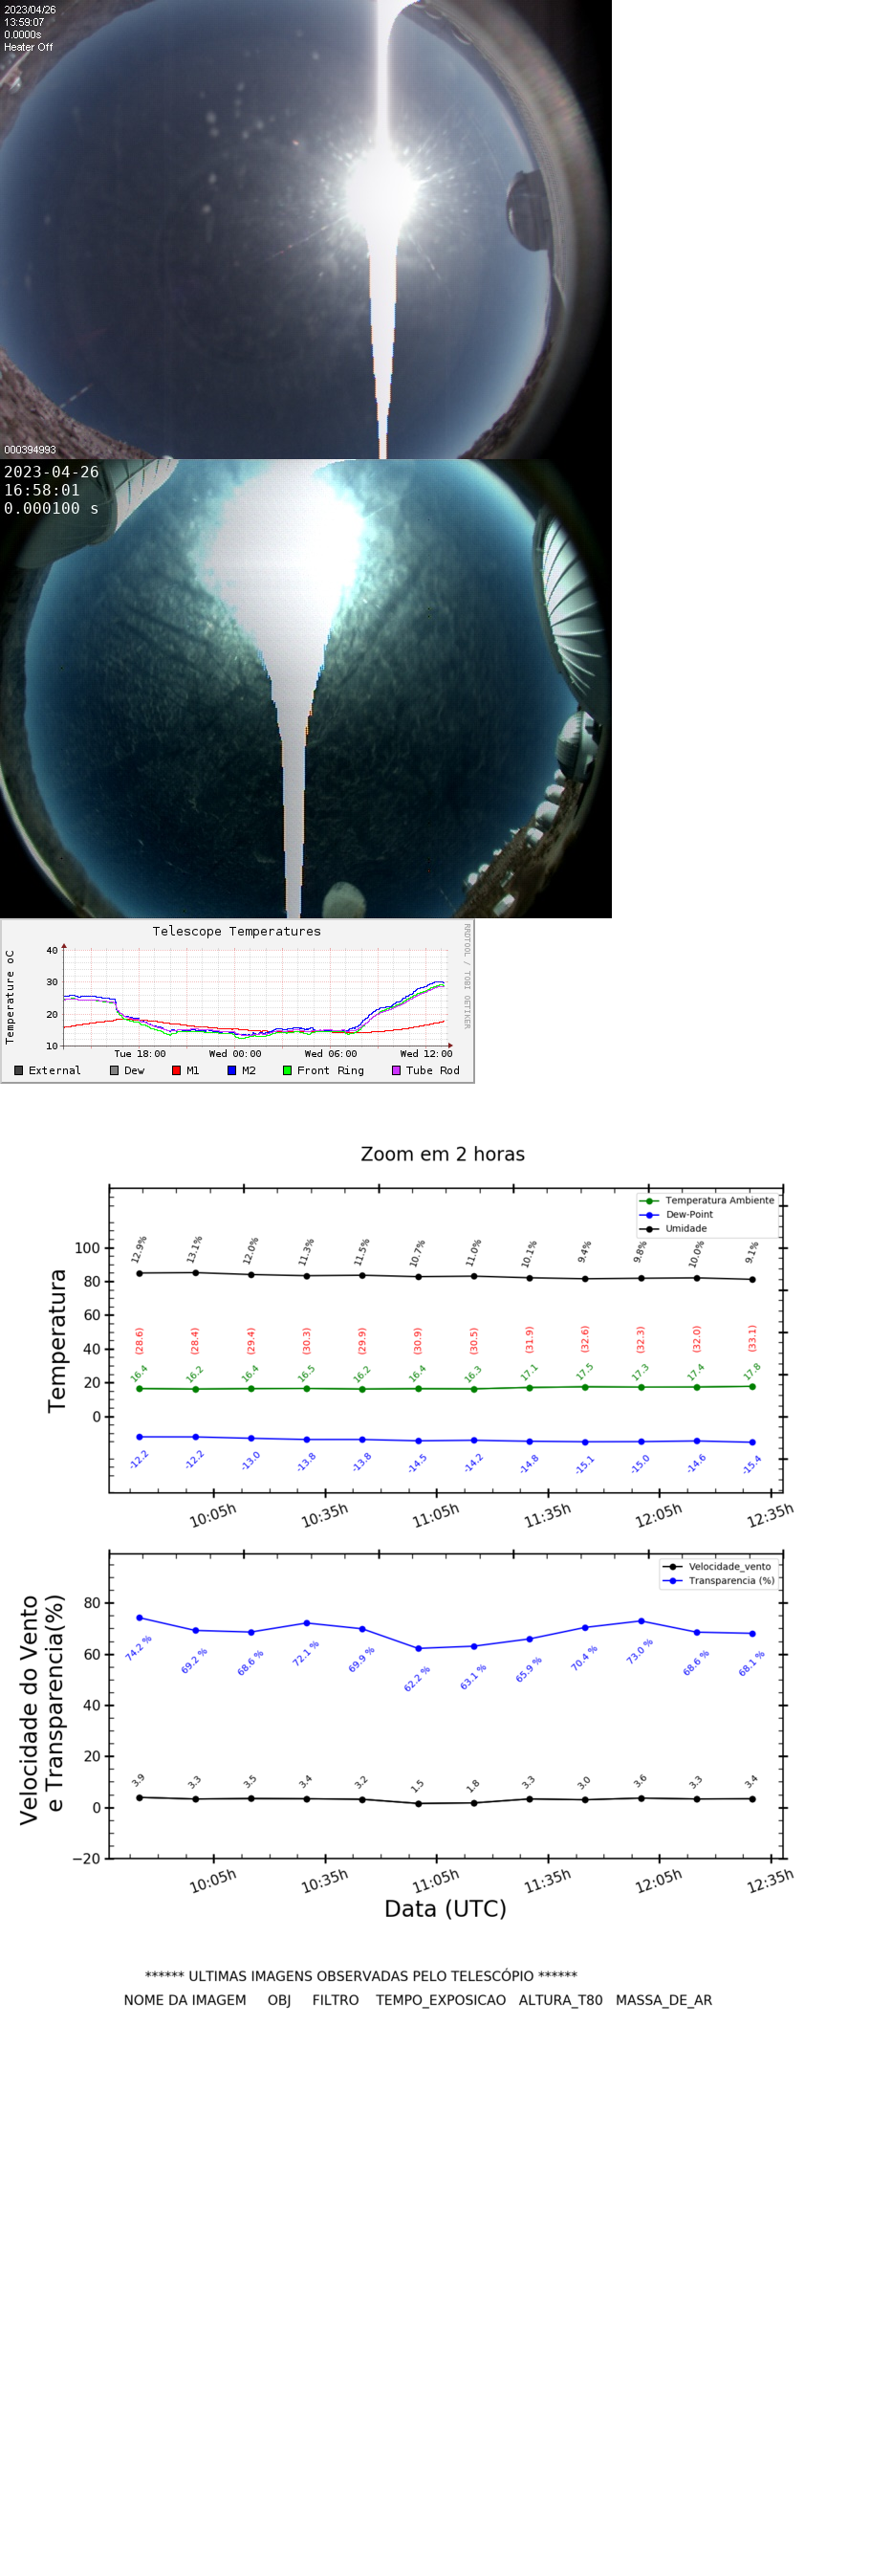 2023/04/26
13:59:07
0.0000s
Heater Off
000394993
2023-04-26
16:58:01
0.000100 s
Telescope Temperatures
RRDTOOL / TOBI OETIKER
Temperature oC
40
30
20
10
Tue 18:00 Wed 00:00 Wed 06:00 Wed 12:00
External Dew M1 M2 Front Ring Tube Rod
Zoom em 2 horas
Temperatura Ambiente
Dew-Point
Umidade
Temperatura
100
80
60
40
20
0
12.9% 13.1% 12.0% 11.3% 11.5% 10.7% 11.0% 10.1% 9.4% 9.8% 10.0% 9.1%
(28.6) (28.4) (29.4) (30.3) (29.9) (30.9) (30.5) (31.9) (32.6) (32.3) (32.0) (33.1)
16.4 16.2 16.4 16.5 16.2 16.4 16.3 17.1 17.5 17.3 17.4 17.8
-12.2 -12.2 -13.0 -13.8 -13.8 -14.5 -14.2 -14.8 -15.1 -15.0 -14.6 -15.4
10:05h 10:35h 11:05h 11:35h 12:05h 12:35h
Velocidade_vento
Transparencia (%)
Velocidade do Vento
e Transparencia(%)
80
60
40
20
0
−20
74.2 % 69.2 % 68.6 % 72.1 % 69.9 % 62.2 % 63.1 % 65.9 % 70.4 % 73.0 % 68.6 % 68.1 %
3.9 3.3 3.5 3.4 3.2 1.5 1.8 3.3 3.0 3.6 3.3 3.4
10:05h 10:35h 11:05h 11:35h 12:05h 12:35h
Data (UTC)
****** ULTIMAS IMAGENS OBSERVADAS PELO TELESCÓPIO ******
NOME DA IMAGEM OBJ FILTRO TEMPO_EXPOSICAO ALTURA_T80 MASSA_DE_AR